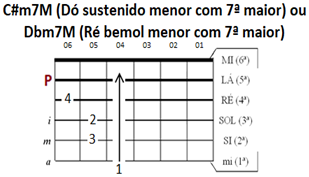 C#m7M (Dó sustenido menor com 7ª maior) ou
Dbm7M (Ré bemol menor com 7ª maior)
06 05 04 03 02 01
MI (6ª)
P LÁ (5ª)
4 RÉ (4ª)
i 2 SOL (3ª)
m 3 SI (2ª)
a mi (1ª)
1